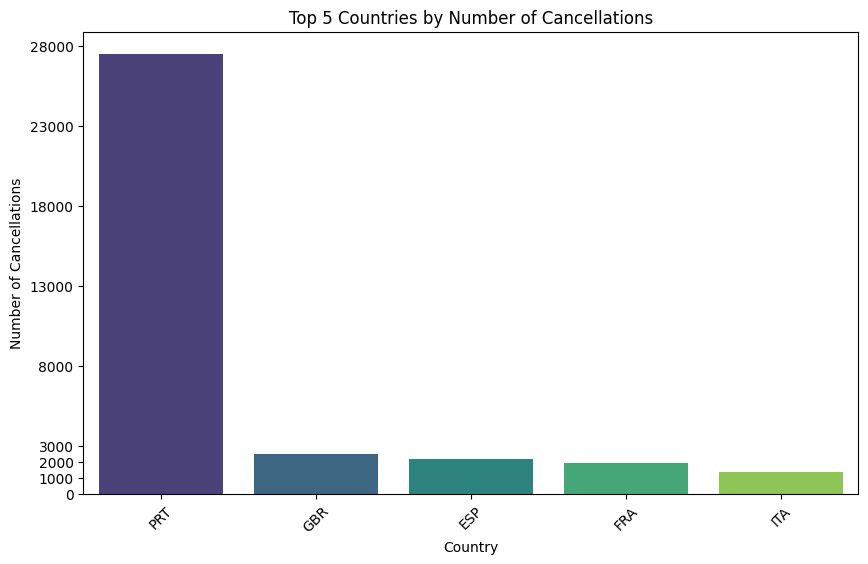 Top 5 Countries by Number of Cancellations
Number of Cancellations
28000
23000
18000
13000
8000
3000
2000
1000
0
PRT
GBR
ESP
FRA
ITA
Country